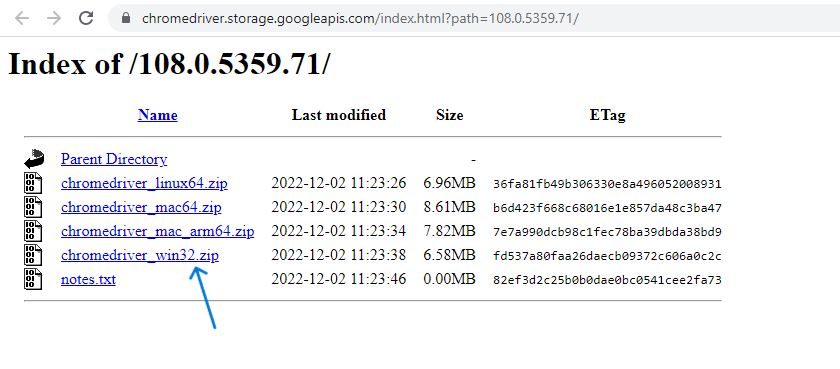 chromedriver.storage.googleapis.com/index.html?path=108.0.5359.71/
Index of /108.0.5359.71/
Name Last modified Size ETag
Parent Directory -
chromedriver_linux64.zip 2022-12-02 11:23:26 6.96MB 36fa81fb49b306330e8a496052008931
chromedriver_mac64.zip 2022-12-02 11:23:30 8.61MB b6d423f668c68016e1e857da48c3ba47
chromedriver_mac_arm64.zip 2022-12-02 11:23:34 7.82MB 7e7a990dcb98c1fec78ba39dbda38bd9
chromedriver_win32.zip 2022-12-02 11:23:38 6.58MB fd537a80faa26daecb09372c606a0c2c
notes.txt 2022-12-02 11:23:46 0.00MB 82ef3d2c25b0b0dae0bc0541cee2fa73